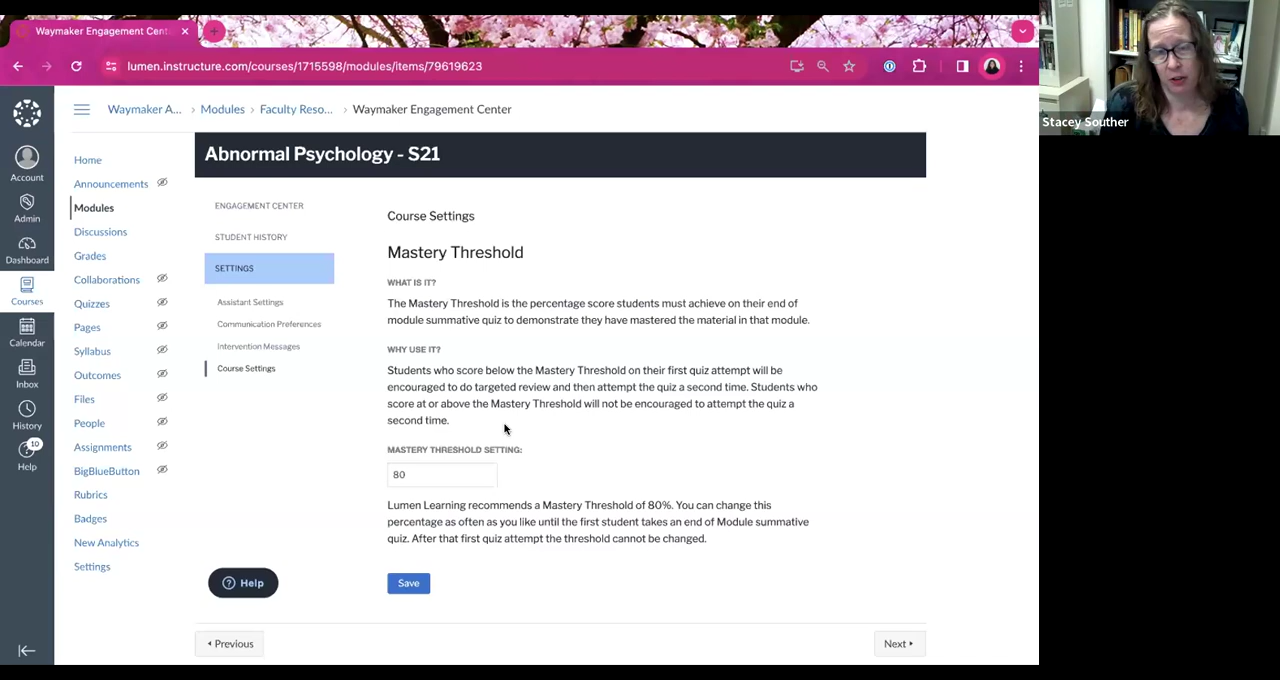 Waymaker Engagement Cente
lumen.instructure.com/courses/1715598/modules/items/79619623
Stacey Souther
Waymaker A... > Modules > Faculty Reso... > Waymaker Engagement Center
Account
Admin
Dashboard
Courses
Calendar
Inbox
History
10
Help
Home
Announcements
Modules
Discussions
Grades
Collaborations
Quizzes
Pages
Syllabus
Outcomes
Files
People
Assignments
BigBlueButton
Rubrics
Badges
New Analytics
Settings
Abnormal Psychology - S21
ENGAGEMENT CENTER
STUDENT HISTORY
SETTINGS
Assistant Settings
Communication Preferences
Intervention Messages
Course Settings
Course Settings
Mastery Threshold
WHAT IS IT?
The Mastery Threshold is the percentage score students must achieve on their end of
module summative quiz to demonstrate they have mastered the material in that module.
WHY USE IT?
Students who score below the Mastery Threshold on their first quiz attempt will be
encouraged to do targeted review and then attempt the quiz a second time. Students who
score at or above the Mastery Threshold will not be encouraged to attempt the quiz a
second time.
MASTERY THRESHOLD SETTING:
80
Lumen Learning recommends a Mastery Threshold of 80%. You can change this
percentage as often as you like until the first student takes an end of Module summative
quiz. After that first quiz attempt the threshold cannot be changed.
Help
Save
Previous
Next